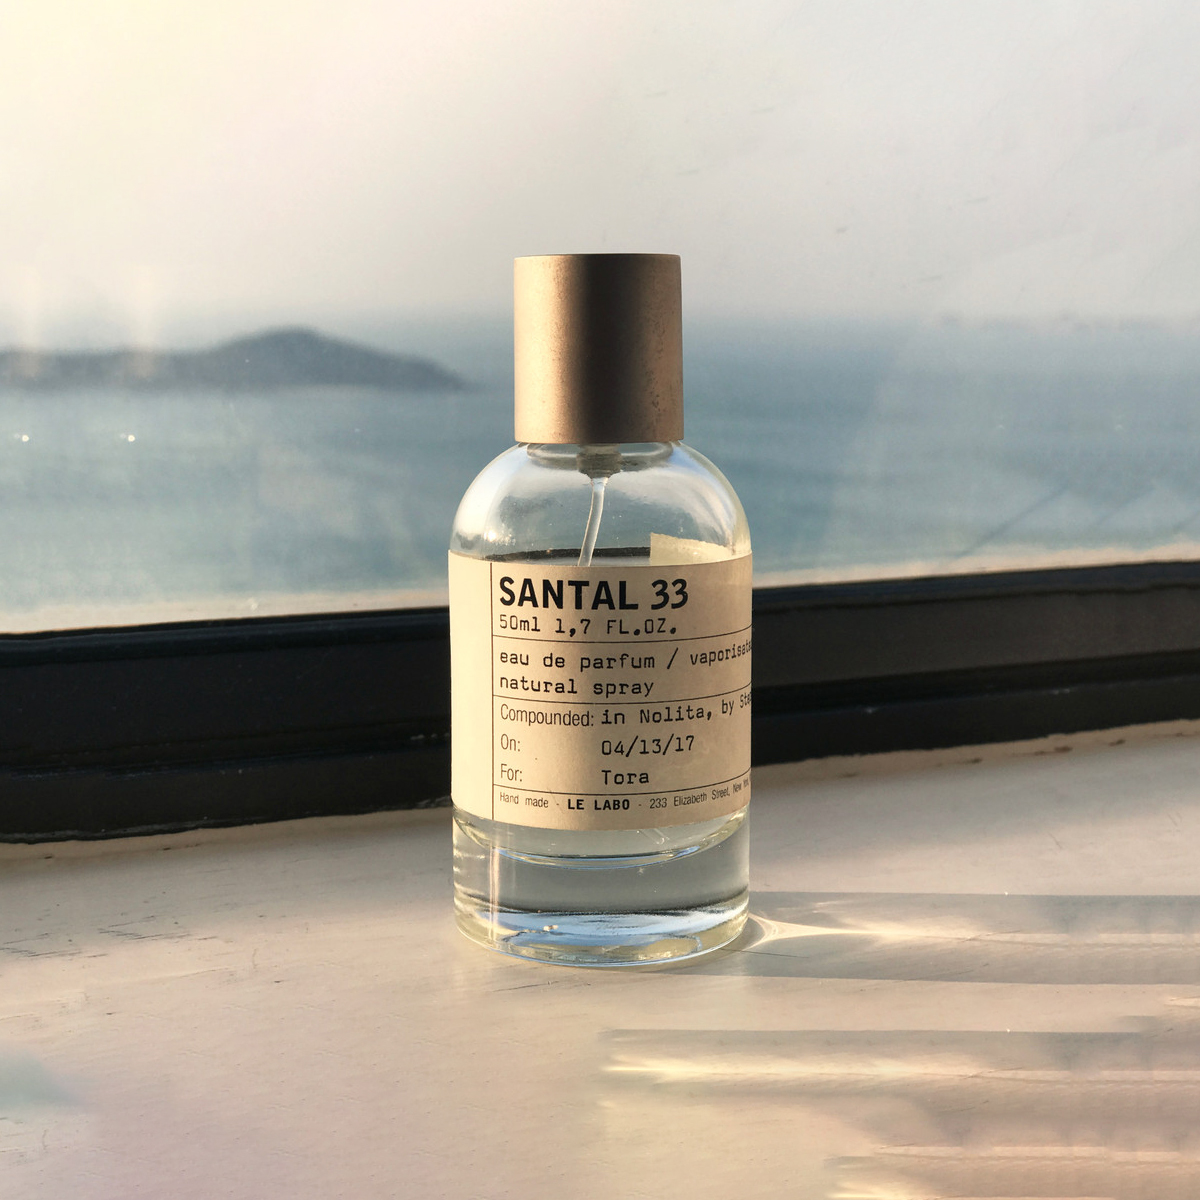 SANTAL 33
50ml 1,7 FL.OZ.
eau de parfum / 
natural spray
Compounded: in Nolita, by
On: 04/13/17
For: Tora
Hand made - LE LABO - 233 Elizabeth Street, New